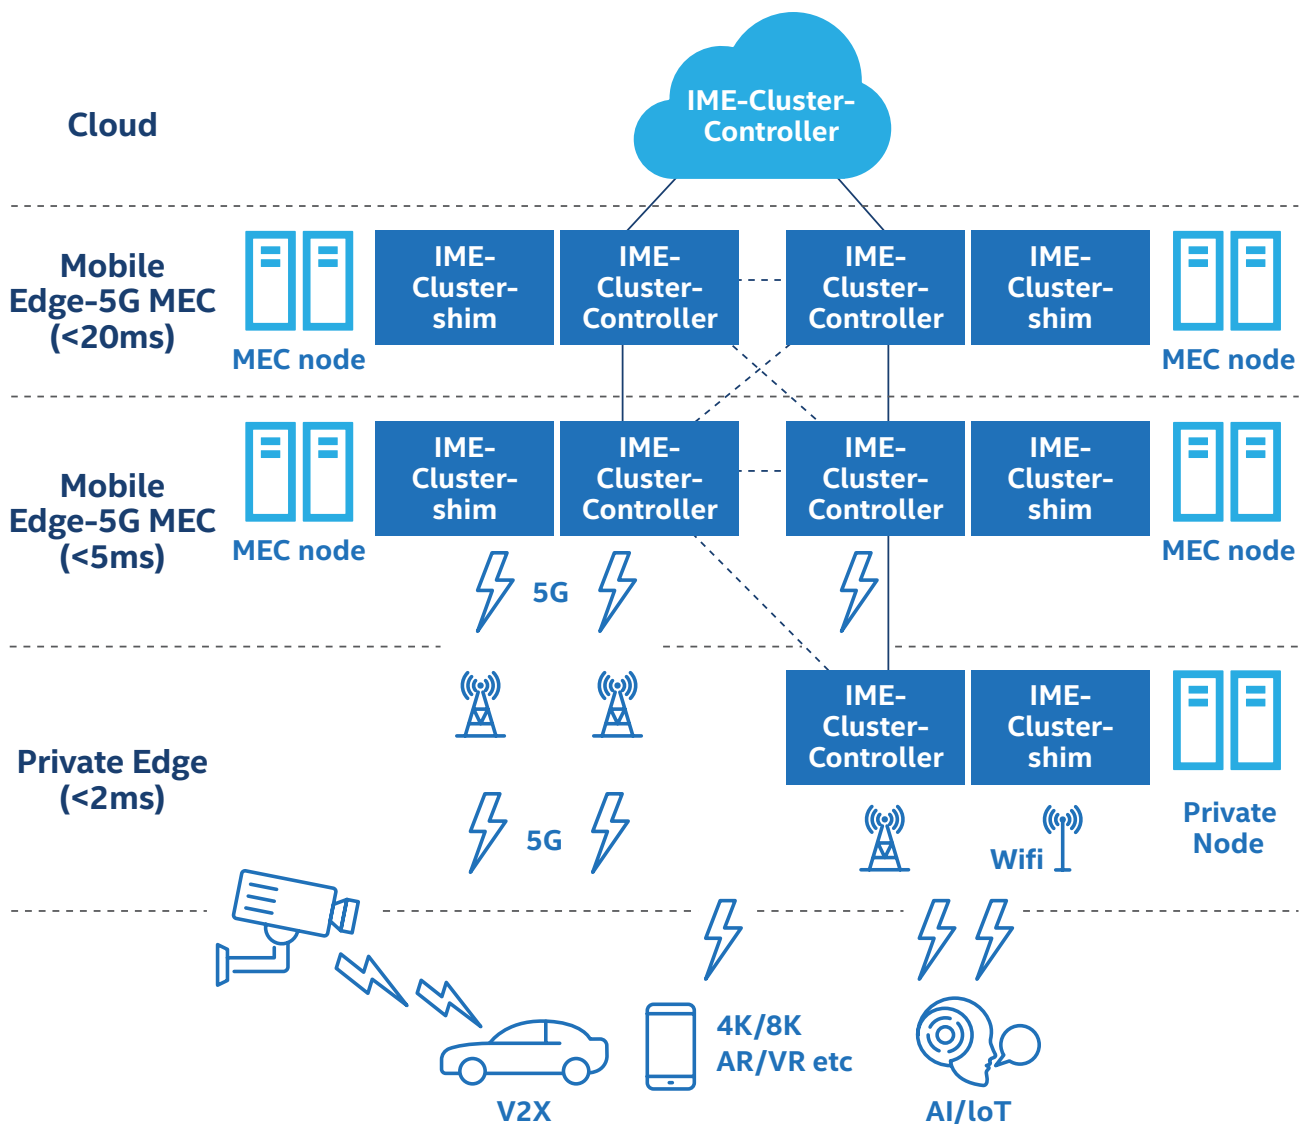 IME-Cluster-
Controller
Cloud
Mobile
Edge-5G MEC
(<20ms)
MEC node
IME-
Cluster-
shim
IME-
Cluster-
Controller
IME-
Cluster-
Controller
IME-
Cluster-
shim
MEC node
Mobile
Edge-5G MEC
(<5ms)
MEC node
IME-
Cluster-
shim
IME-
Cluster-
Controller
IME-
Cluster-
Controller
IME-
Cluster-
shim
MEC node
5G
Private Edge
(<2ms)
IME-
Cluster-
Controller
IME-
Cluster-
shim
Private
Node
5G
Wifi
4K/8K
AR/VR etc
V2X
AI/loT